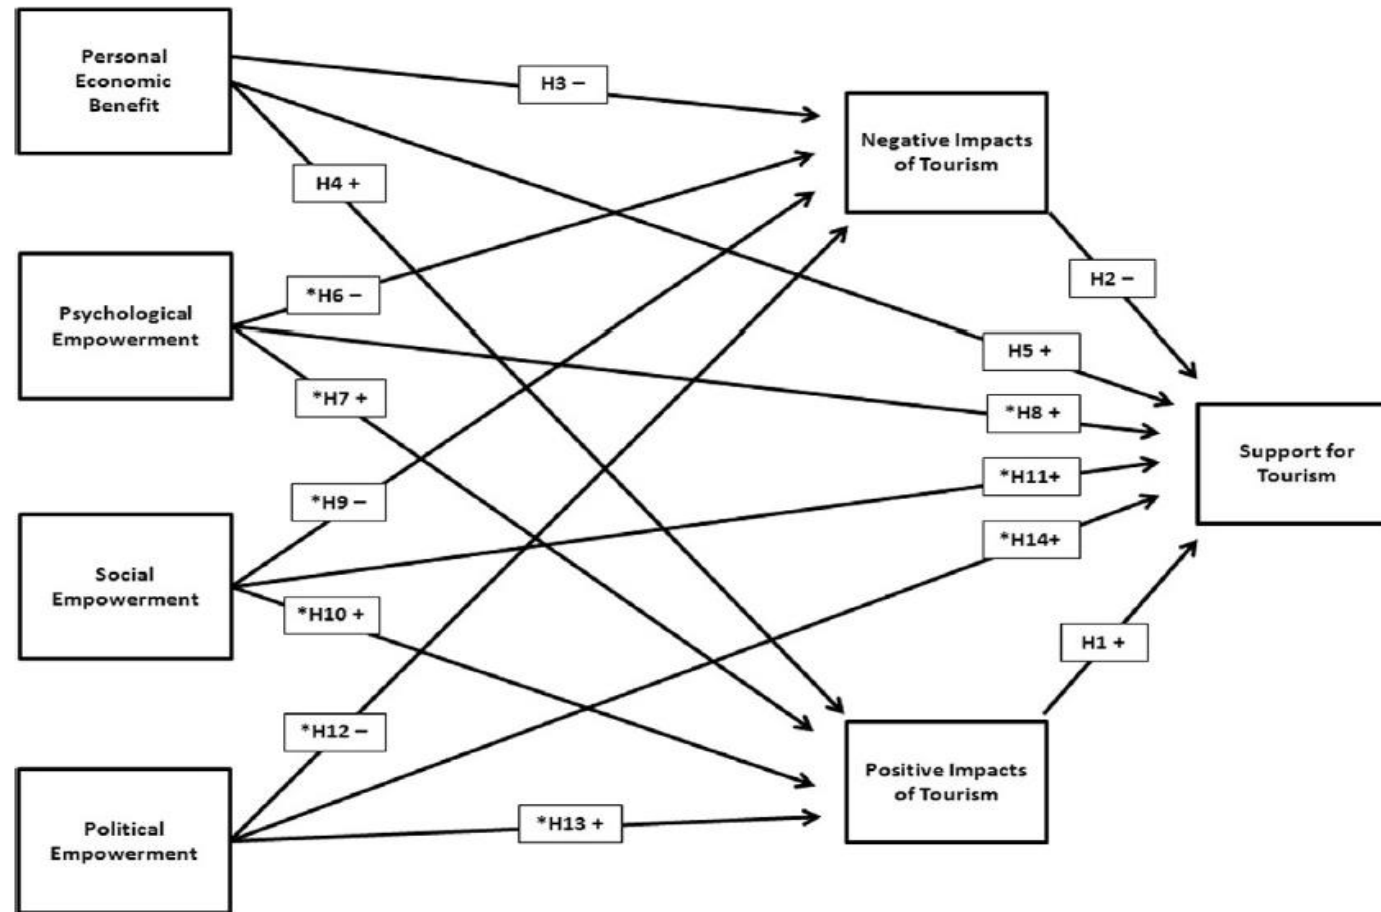 Personal
Economic
Benefit
H3 –
Negative Impacts
of Tourism
H4 +
H2 –
Psychological
Empowerment
*H6 –
H5 +
*H7 +
*H8 +
Support for
Tourism
*H9 –
*H11+
*H14+
Social
Empowerment
*H10 +
H1 +
*H12 –
Positive Impacts
of Tourism
Political
Empowerment
*H13 +